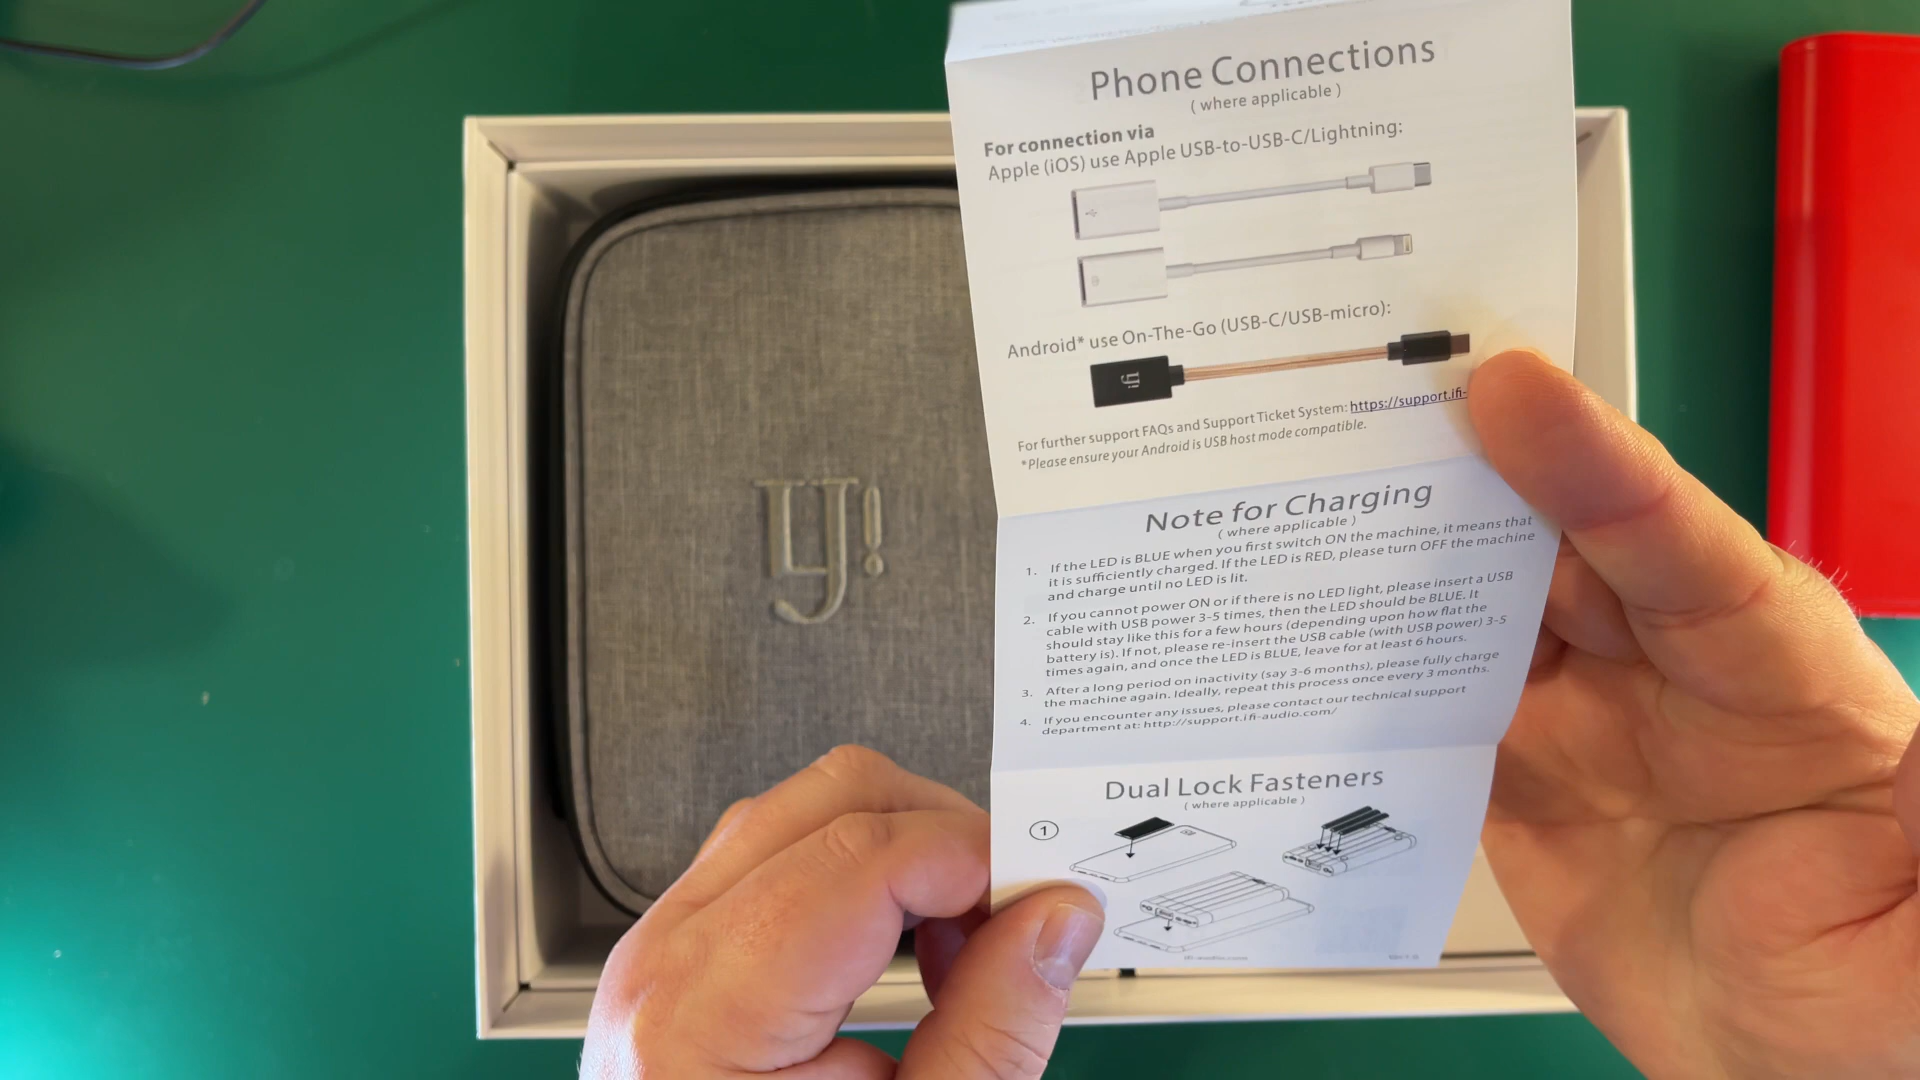 Phone Connections
( where applicable )
For connection via
Apple (iOS) use Apple USB-to-USB-C/Lightning:
Android* use On-The-Go (USB-C/USB-micro):
iFi
For further support FAQs and Support Ticket System: https://support.ifi-
*Please ensure your Android is USB host mode compatible.
iFi
Note for Charging
( where applicable )
1. If the LED is BLUE when you first switch ON the machine, it means that
it is sufficiently charged. If the LED is RED, please turn OFF the machine
and charge until no LED is lit.
2. If you cannot power ON or if there is no LED light, please insert a USB
cable with USB power 3-5 times, then the LED should be BLUE. It
should stay like this for a few hours (depending upon how flat the
battery is). If not, please re-insert the USB cable (with USB power) 3-5
times again, and once the LED is BLUE, leave for at least 6 hours.
3. After a long period on inactivity (say 3-6 months), please fully charge
the machine again. Ideally, repeat this process once every 3 months.
4. If you encounter any issues, please contact our technical support
department at: http://support.ifi-audio.com/
Dual Lock Fasteners
( where applicable )
1
ifi-audio.com